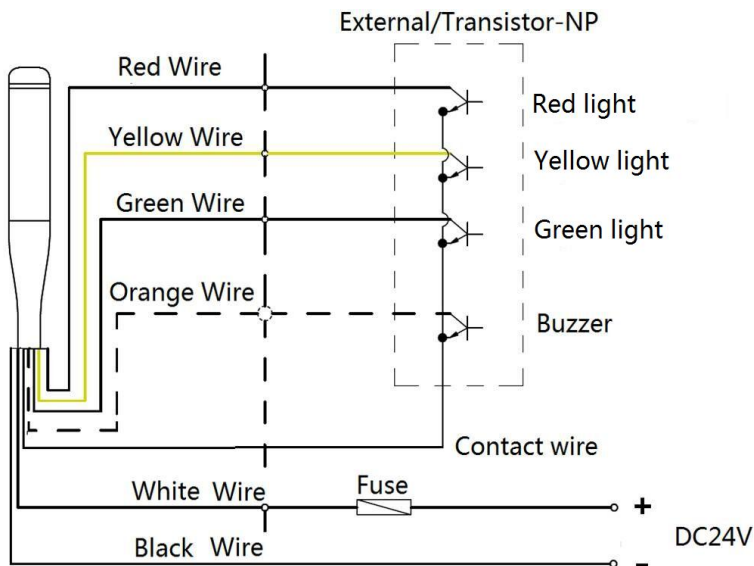 External/Transistor-NP
Red Wire
Red light
Yellow Wire
Yellow light
Green Wire
Green light
Orange Wire
Buzzer
Contact wire
White Wire
Fuse
+
DC24V
Black Wire
-